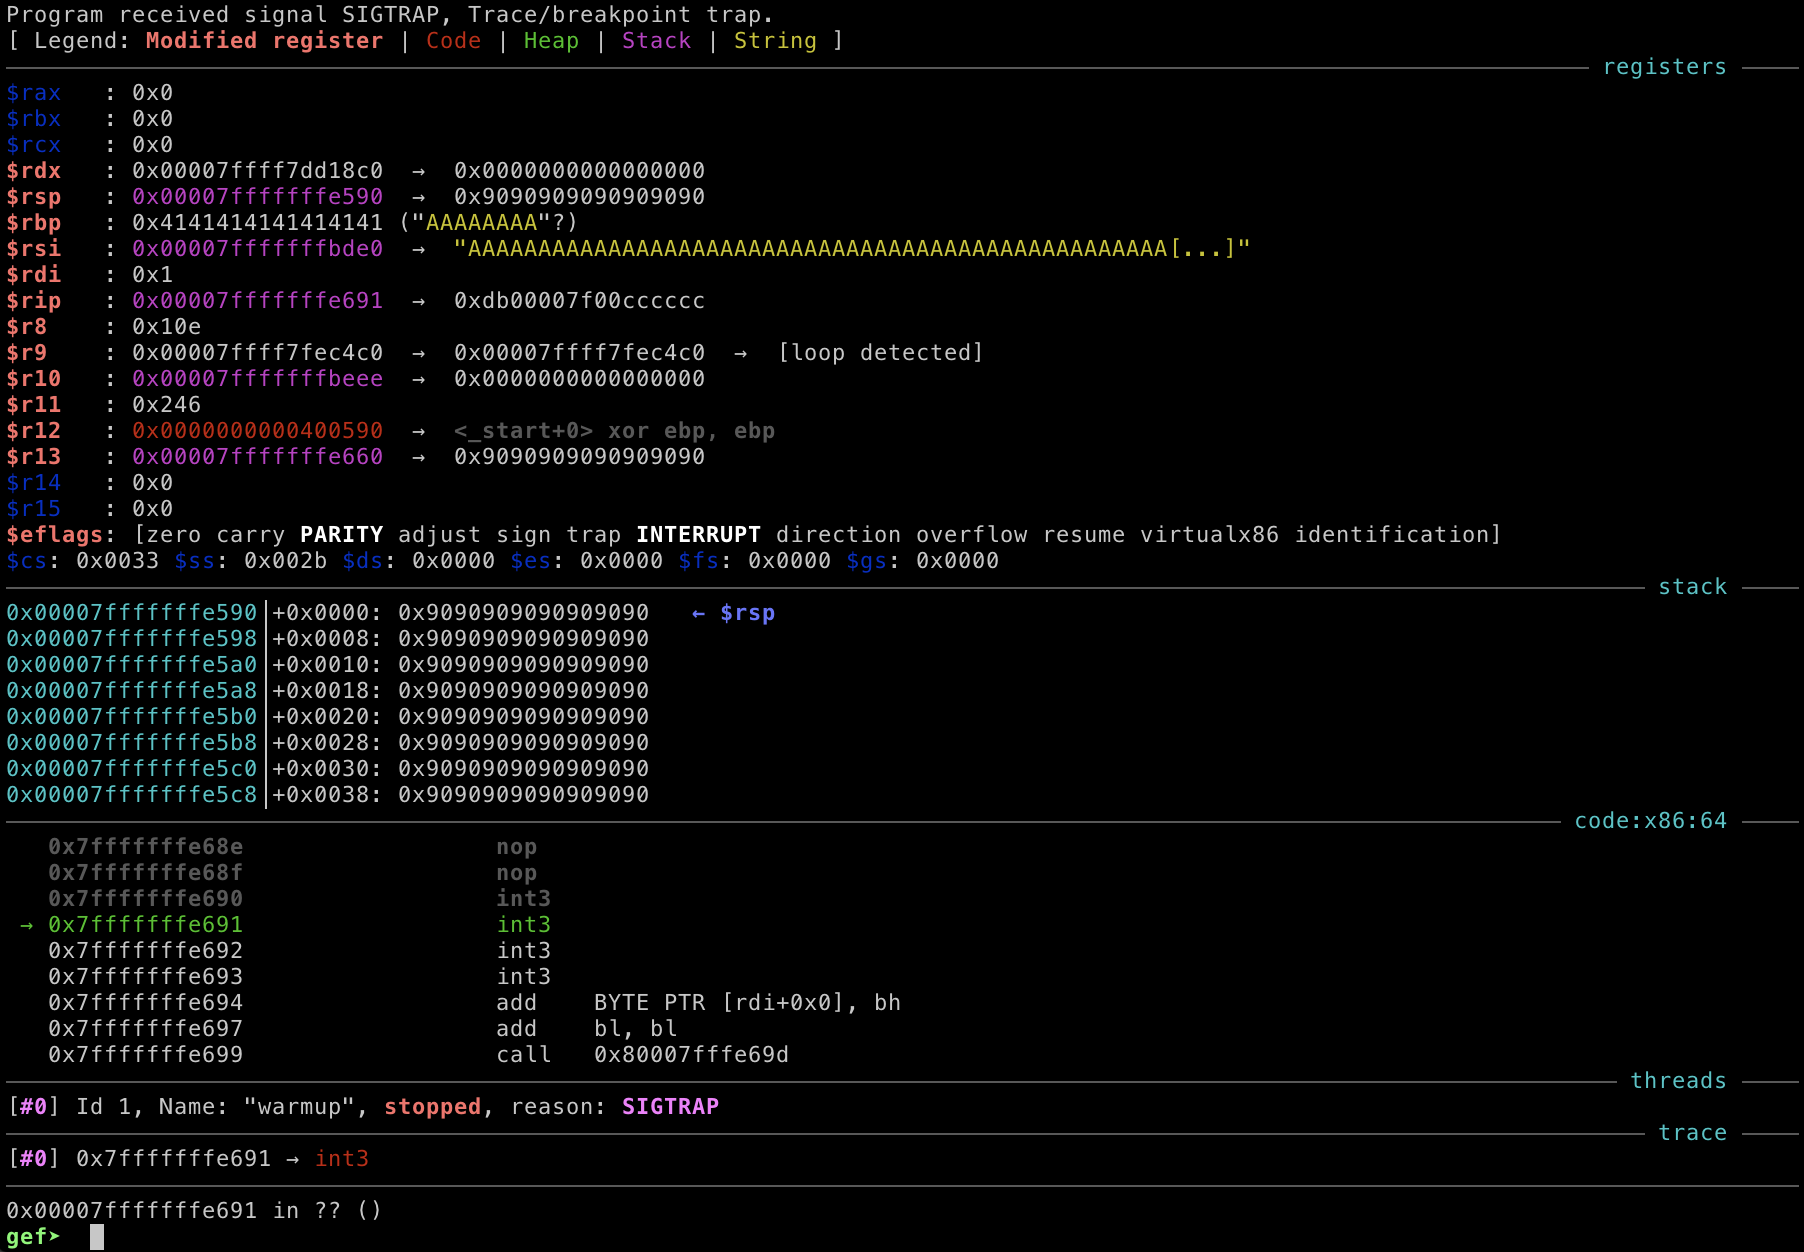 Program received signal SIGTRAP, Trace/breakpoint trap.
[ Legend: Modified register | Code | Heap | Stack | String ]
registers
$rax   : 0x0
$rbx   : 0x0
$rcx   : 0x0
$rdx   : 0x00007ffff7dd18c0  →  0x0000000000000000
$rsp   : 0x00007fffffffe590  →  0x9090909090909090
$rbp   : 0x4141414141414141 ("AAAAAAAA"?)
$rsi   : 0x00007fffffffbde0  →  "AAAAAAAAAAAAAAAAAAAAAAAAAAAAAAAAAAAAAAAAAAAAAAAAAA[...]"
$rdi   : 0x1
$rip   : 0x00007fffffffe691  →  0xdb00007f00cccccc
$r8    : 0x10e
$r9    : 0x00007ffff7fec4c0  →  0x00007ffff7fec4c0  →  [loop detected]
$r10   : 0x00007fffffffbeee  →  0x0000000000000000
$r11   : 0x246
$r12   : 0x0000000000400590  →  <_start+0> xor ebp, ebp
$r13   : 0x00007fffffffe660  →  0x9090909090909090
$r14   : 0x0
$r15   : 0x0
$eflags: [zero carry PARITY adjust sign trap INTERRUPT direction overflow resume virtualx86 identification]
$cs: 0x0033 $ss: 0x002b $ds: 0x0000 $es: 0x0000 $fs: 0x0000 $gs: 0x0000
stack
0x00007fffffffe590│+0x0000: 0x9090909090909090   ← $rsp
0x00007fffffffe598│+0x0008: 0x9090909090909090
0x00007fffffffe5a0│+0x0010: 0x9090909090909090
0x00007fffffffe5a8│+0x0018: 0x9090909090909090
0x00007fffffffe5b0│+0x0020: 0x9090909090909090
0x00007fffffffe5b8│+0x0028: 0x9090909090909090
0x00007fffffffe5c0│+0x0030: 0x9090909090909090
0x00007fffffffe5c8│+0x0038: 0x9090909090909090
code:x86:64
0x7fffffffe68e                  nop
0x7fffffffe68f                  nop
0x7fffffffe690                  int3
→ 0x7fffffffe691                  int3
0x7fffffffe692                  int3
0x7fffffffe693                  int3
0x7fffffffe694                  add    BYTE PTR [rdi+0x0], bh
0x7fffffffe697                  add    bl, bl
0x7fffffffe699                  call   0x80007fffe69d
threads
[#0] Id 1, Name: "warmup", stopped, reason: SIGTRAP
trace
[#0] 0x7fffffffe691 → int3
0x00007fffffffe691 in ?? ()
gef➤